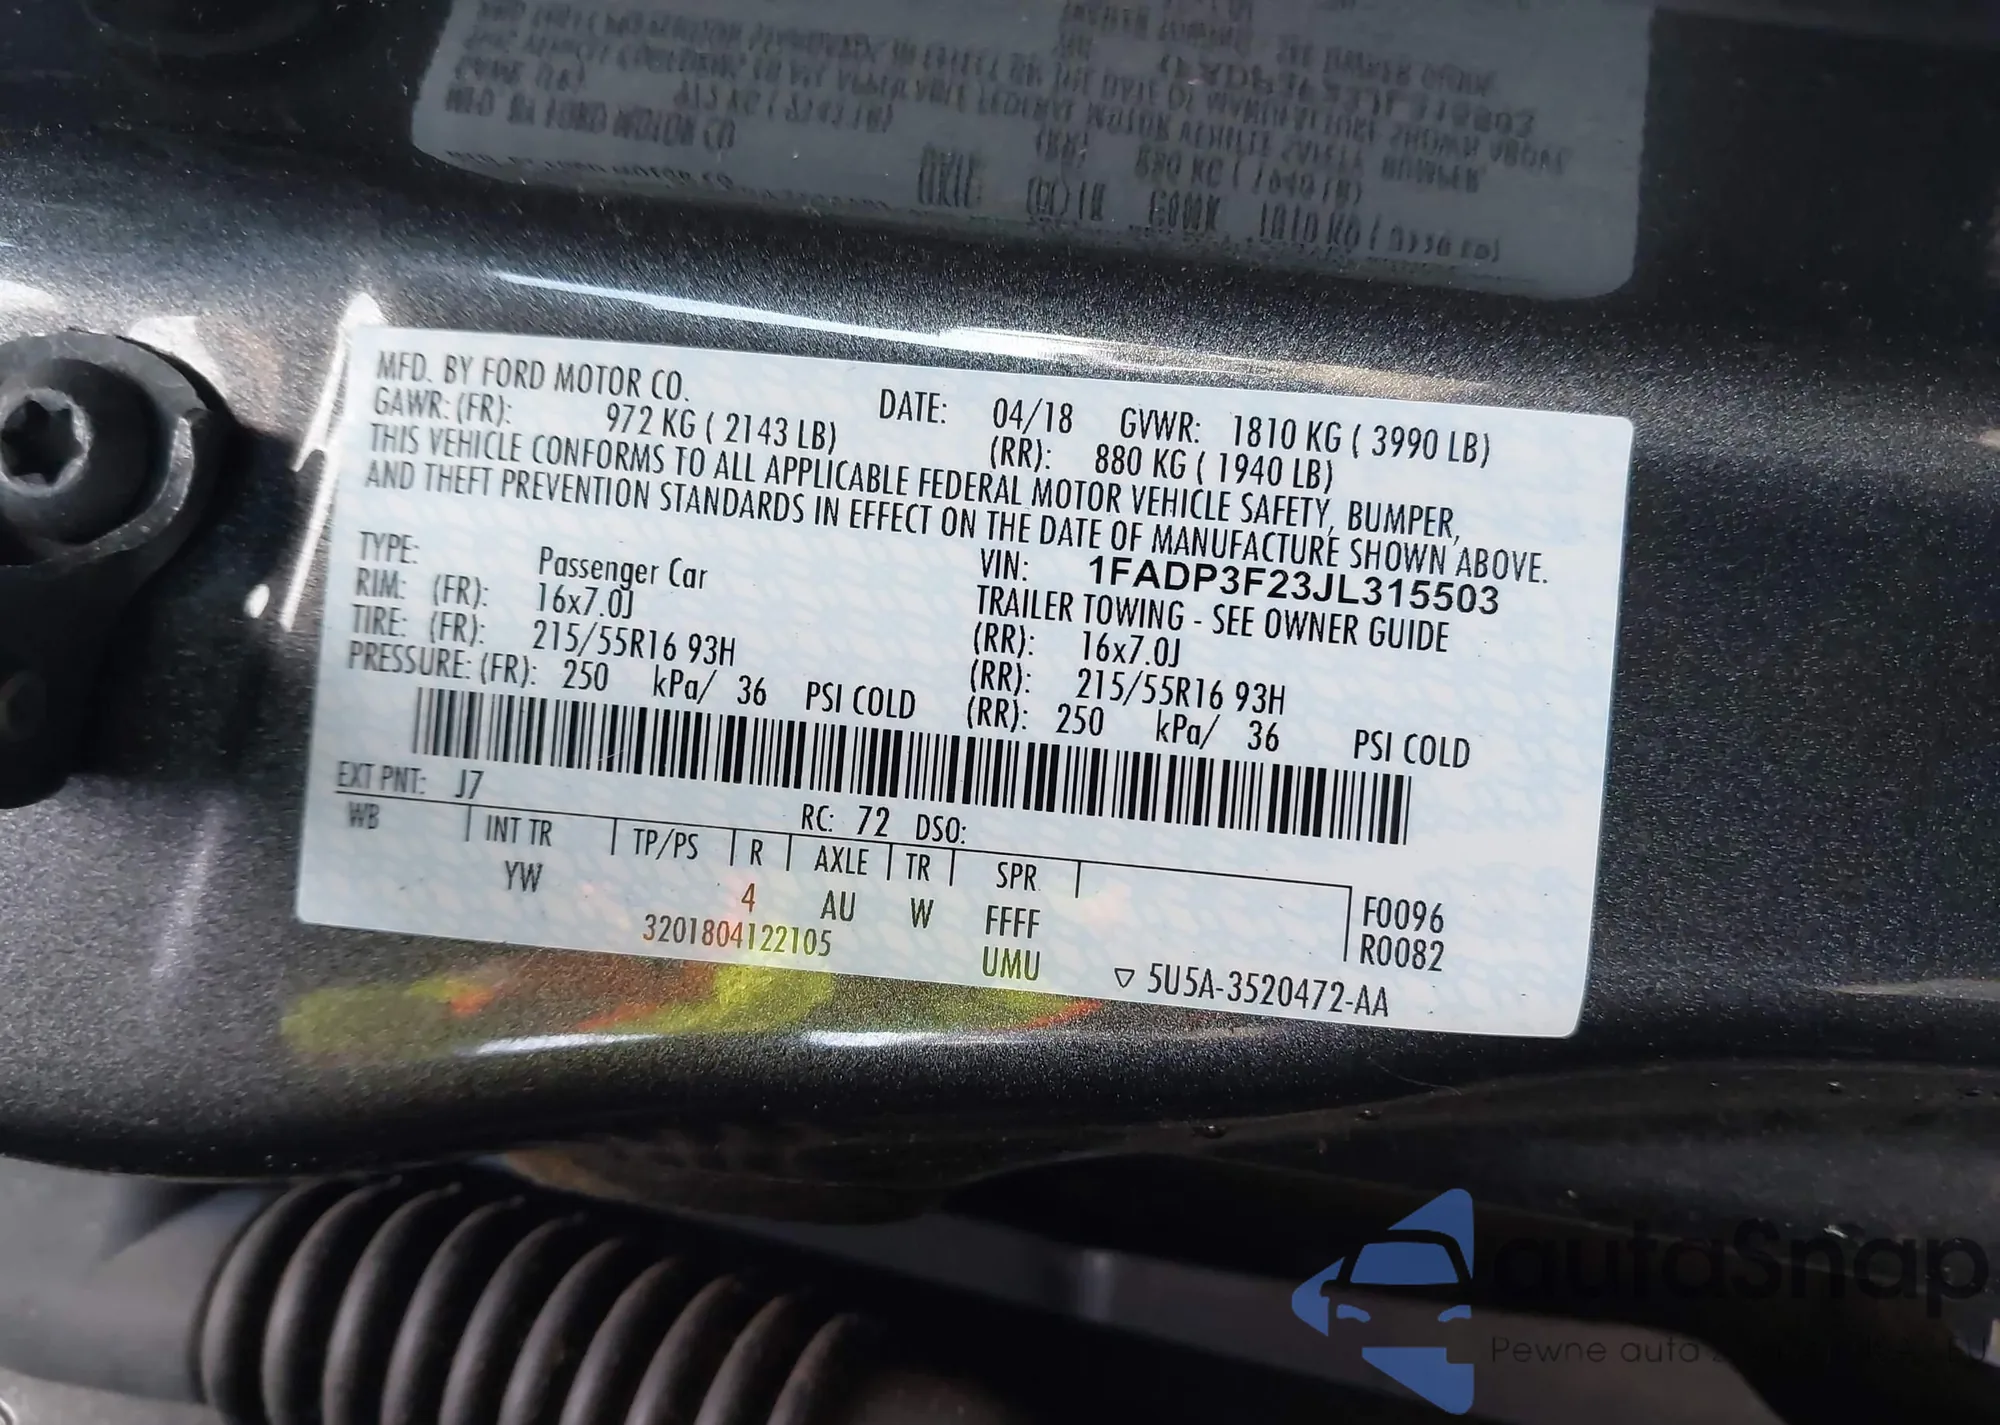 MFD. BY FORD MOTOR CO. DATE: 04/18 GVWR: 1810 KG ( 3990 LB)
GAWR: (FR): 972 KG ( 2143 LB) (RR): 880 KG ( 1940 LB)
THIS VEHICLE CONFORMS TO ALL APPLICABLE FEDERAL MOTOR VEHICLE SAFETY, BUMPER,
AND THEFT PREVENTION STANDARDS IN EFFECT ON THE DATE OF MANUFACTURE SHOWN ABOVE.
VIN: 1FADP3F23JL315503
TYPE: Passenger Car TRAILER TOWING - SEE OWNER GUIDE
RIM: (FR): 16x7.0J (RR): 16x7.0J
TIRE: (FR): 215/55R16 93H (RR): 215/55R16 93H
PRESSURE: (FR): 250 kPa/ 36 PSI COLD (RR): 250 kPa/ 36 PSI COLD
EXT PNT: J7 RC: 72 DSO:
WB INT TR TP/PS R AXLE TR SPR
YW 4 AU W FFFF F0096
3201804122105 UMU R0082
▽ 5U5A-3520472-AA
autaSnap
Pewne auta